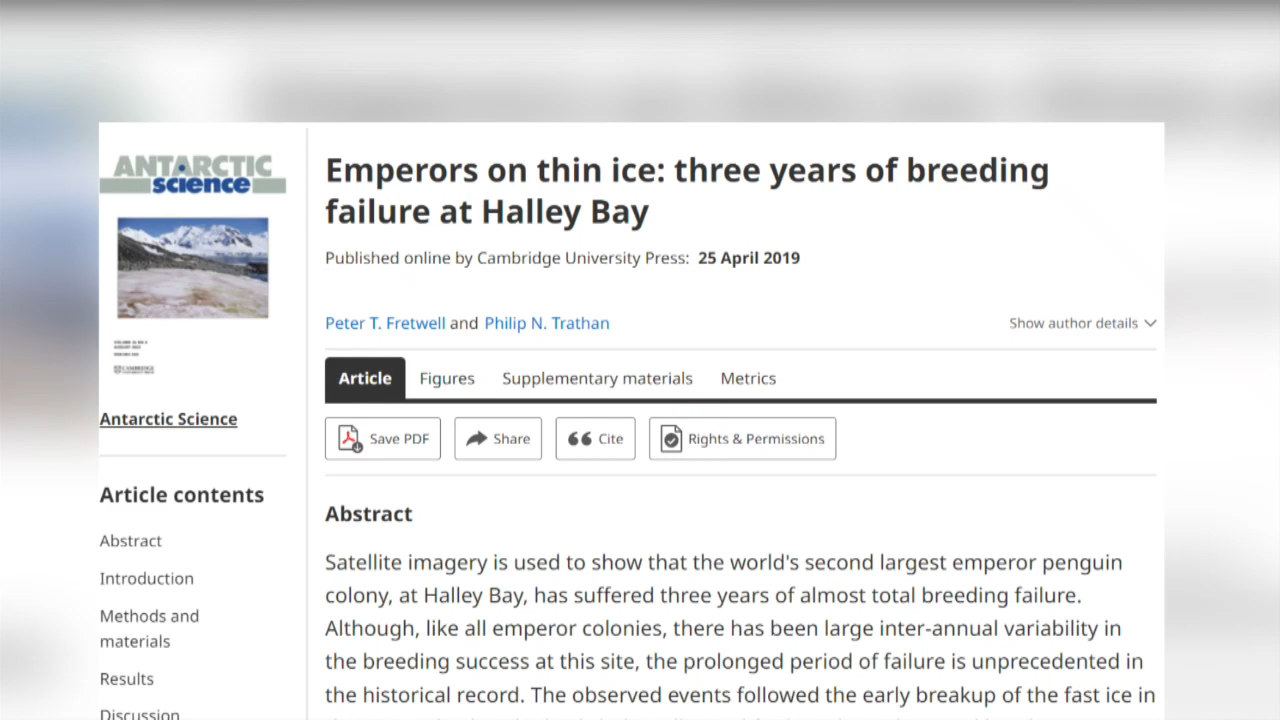 ANTARCTIC
science
Antarctic Science
Article contents
Abstract
Introduction
Methods and
materials
Results
Discussion
Emperors on thin ice: three years of breeding
failure at Halley Bay
Published online by Cambridge University Press: 25 April 2019
Peter T. Fretwell and Philip N. Trathan
Show author details
Article Figures Supplementary materials Metrics
Save PDF Share Cite Rights & Permissions
Abstract
Satellite imagery is used to show that the world's second largest emperor penguin
colony, at Halley Bay, has suffered three years of almost total breeding failure.
Although, like all emperor colonies, there has been large inter-annual variability in
the breeding success at this site, the prolonged period of failure is unprecedented in
the historical record. The observed events followed the early breakup of the fast ice in